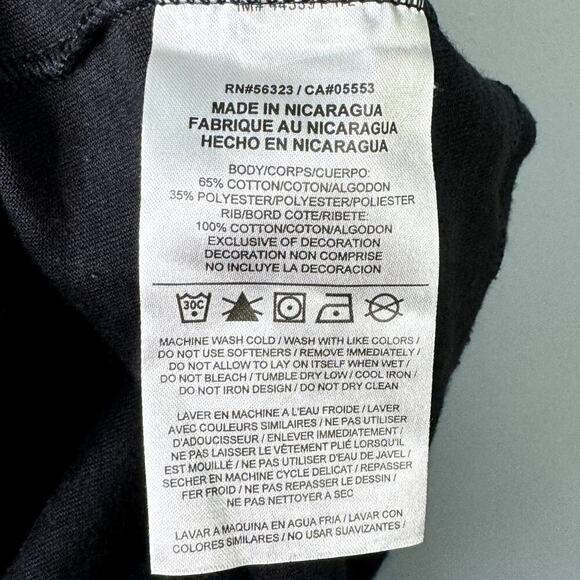 RN#56323 / CA#05553
MADE IN NICARAGUA
FABRIQUE AU NICARAGUA
HECHO EN NICARAGUA
BODY/CORPS/CUERPO:
65% COTTON/COTON/ALGODON
35% POLYESTER/POLYESTER/POLIESTER
RIB/BORD COTE/RIBETE:
100% COTTON/COTON/ALGODON
EXCLUSIVE OF DECORATION
DECORATION NON COMPRISE
NO INCLUYE LA DECORACION
30C
MACHINE WASH COLD / WASH WITH LIKE COLORS /
DO NOT USE SOFTENERS / REMOVE IMMEDIATELY /
DO NOT ALLOW TO LAY ON ITSELF WHEN WET /
DO NOT BLEACH / TUMBLE DRY LOW / COOL IRON /
DO NOT IRON DESIGN / DO NOT DRY CLEAN
LAVER EN MACHINE A L'EAU FROIDE / LAVER
AVEC COULEURS SIMILAIRES / NE PAS UTILISER
D'ADOUCISSEUR / ENLEVER IMMEDIATEMENT /
NE PAS LAISSER LE VÊTEMENT PLIÉ LORSQU'IL
EST MOUILLÉ / NE PAS UTILISER D'EAU DE JAVEL /
SECHER EN MACHINE CYCLE DELICAT / REPASSER
FER FROID / NE PAS REPASSER LE DESSIN /
NE PAS NETTOYER A SEC
LAVAR A MAQUINA EN AGUA FRIA / LAVAR CON
COLORES SIMILARES / NO USAR SUAVIZANTES /